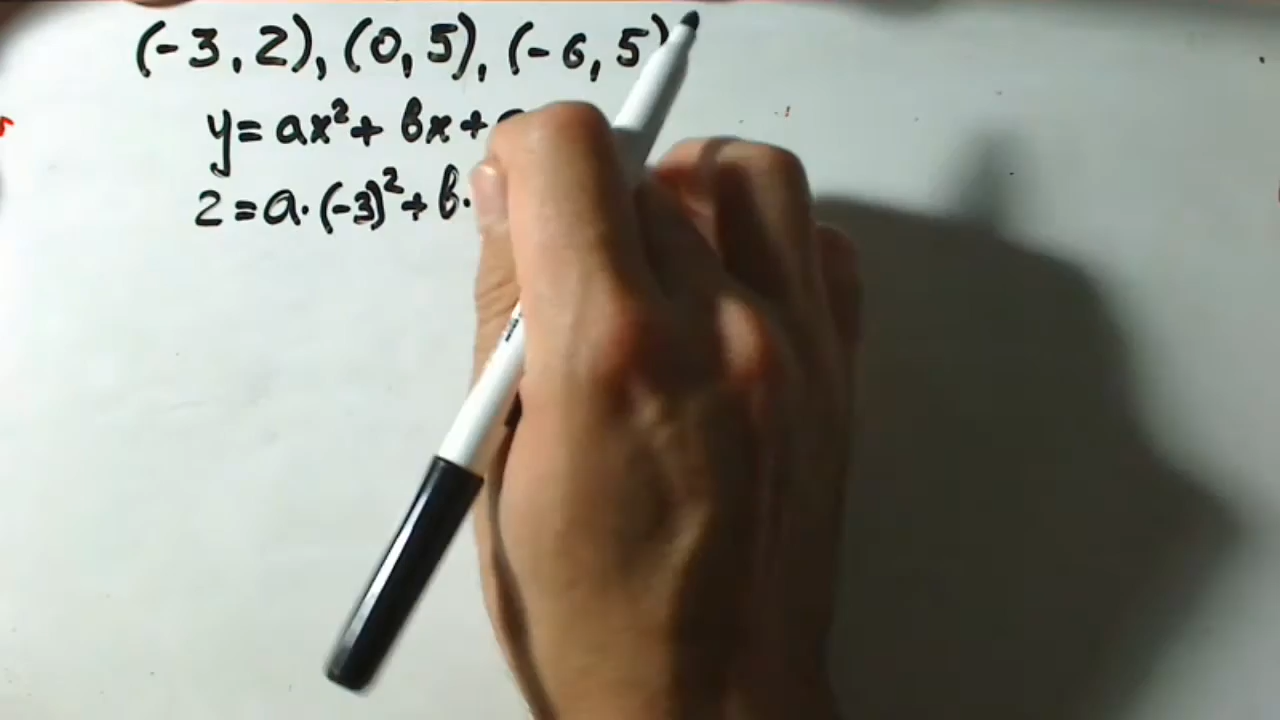 (-3, 2), (0, 5), (-6, 5)
y = ax² + bx +
2 = a · (-3)² + b ·